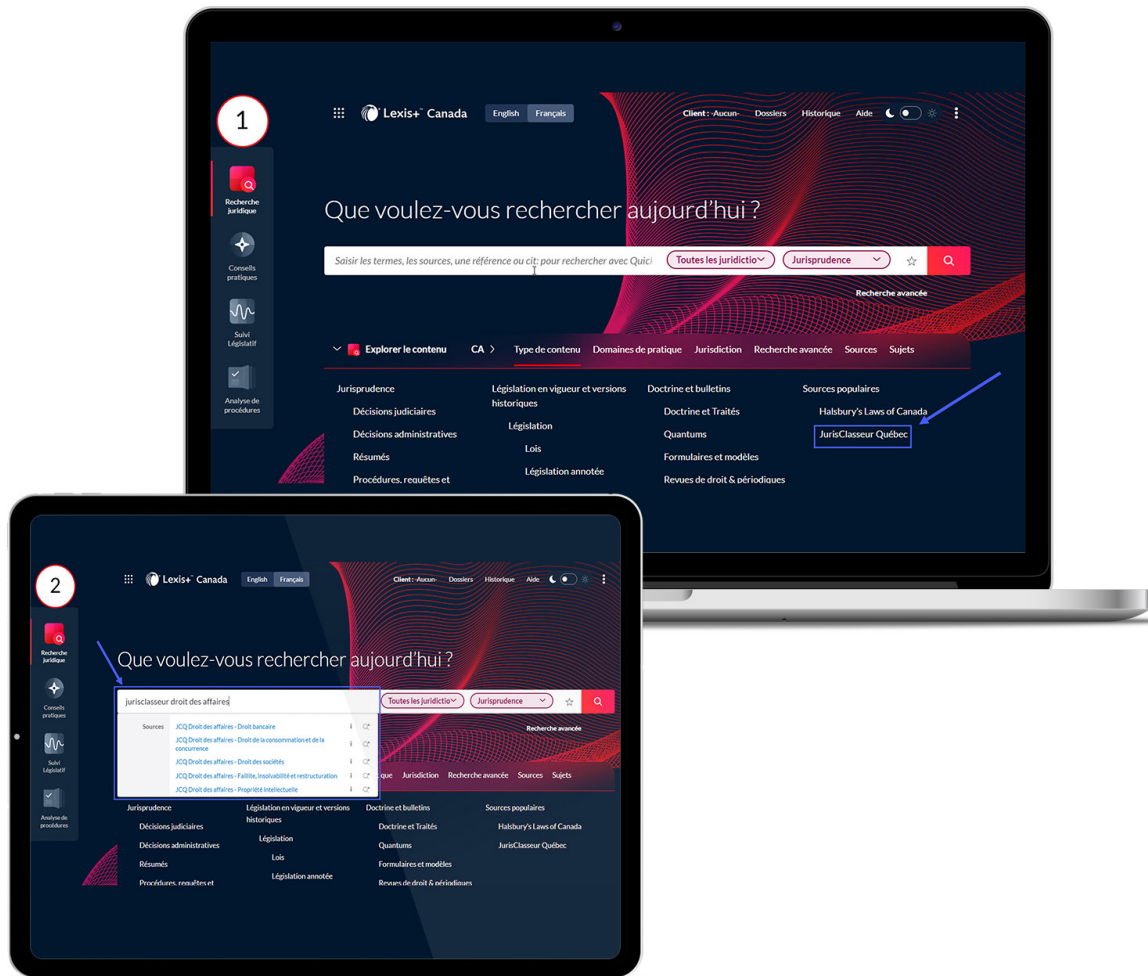 1
Lexis+ Canada English Français Client : -Aucun- Dossiers Historique Aide
Recherche juridique
Conseils pratiques
Suivi Législatif
Analyse de procédures
Que voulez-vous rechercher aujourd'hui ?
Saisir les termes, les sources, une référence ou cit: pour rechercher avec Quick Toutes les juridictio Jurisprudence
Recherche avancée
Explorer le contenu CA Type de contenu Domaines de pratique Jurisdiction Recherche avancée Sources Sujets
Jurisprudence
Décisions judiciaires
Décisions administratives
Résumés
Procédures, requêtes et
Législation en vigueur et versions
historiques
Législation
Lois
Législation annotée
Doctrine et bulletins
Doctrine et Traités
Quantums
Formulaires et modèles
Revues de droit & périodiques
Sources populaires
Halsbury's Laws of Canada
JurisClasseur Québec
2
Lexis+ Canada English Français Client : -Aucun- Dossiers Historique Aide
Recherche juridique
Conseils pratiques
Suivi Législatif
Analyse de procédures
Que voulez-vous rechercher aujourd'hui ?
jurisclasseur droit des affaires Toutes les juridictio Jurisprudence
Recherche avancée
Sources
JCQ Droit des affaires - Droit bancaire
JCQ Droit des affaires - Droit de la consommation et de la
concurrence
JCQ Droit des affaires - Droit des sociétés
JCQ Droit des affaires - Faillite, insolvabilité et restructuration
JCQ Droit des affaires - Propriété intellectuelle
que Jurisdiction Recherche avancée Sources Sujets
Jurisprudence
Décisions judiciaires
Décisions administratives
Résumés
Procédures, requêtes et
Législation en vigueur et versions
historiques
Législation
Lois
Législation annotée
Doctrine et bulletins
Doctrine et Traités
Quantums
Formulaires et modèles
Revues de droit & périodiques
Sources populaires
Halsbury's Laws of Canada
JurisClasseur Québec